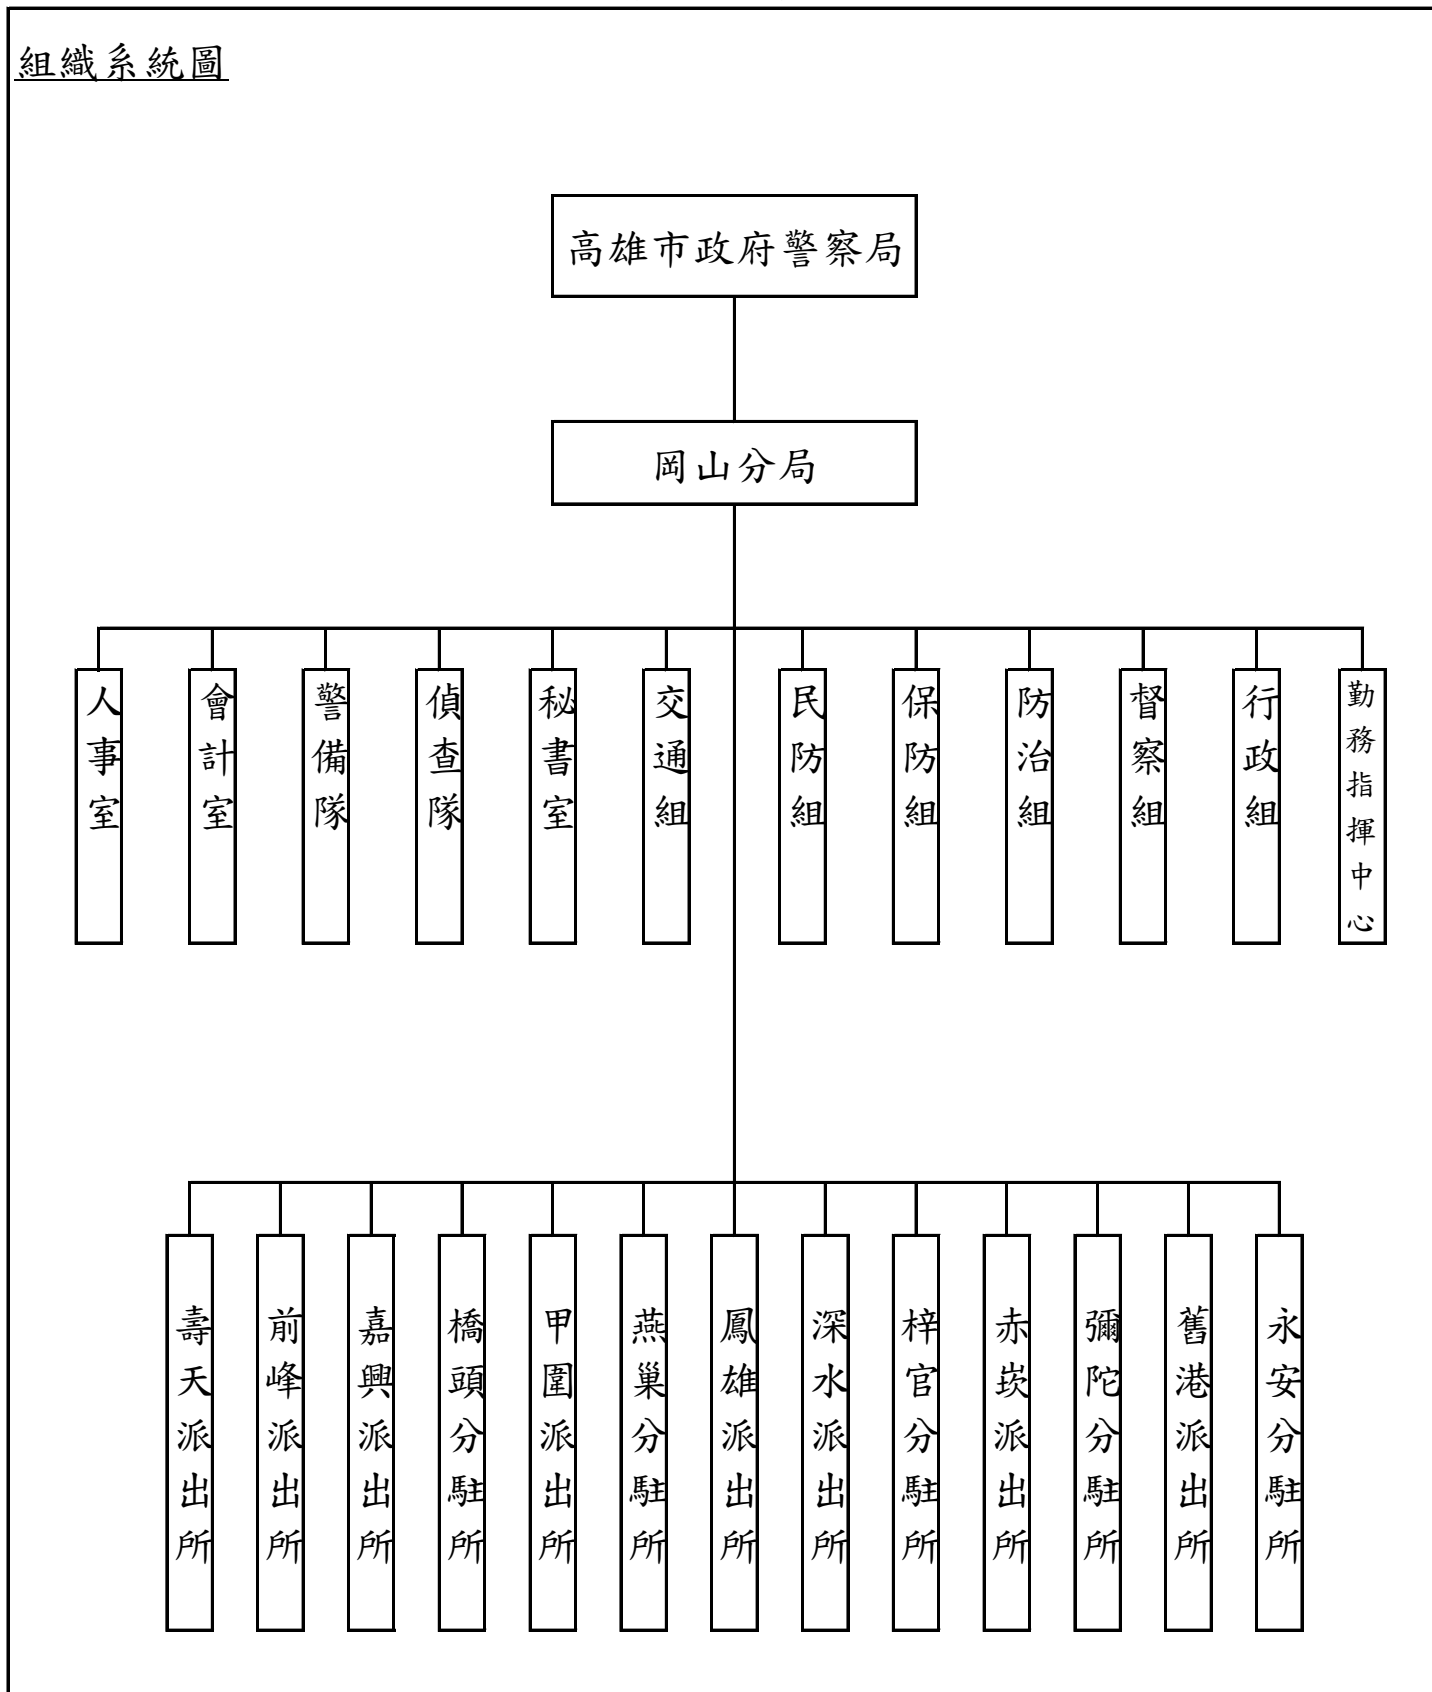 組織系統圖
高雄市政府警察局
岡山分局
人事室
會計室
警備隊
偵查隊
秘書室
交通組
民防組
保防組
防治組
督察組
行政組
勤務指揮中心
壽天派出所
前峰派出所
嘉興派出所
橋頭分駐所
甲圍派出所
燕巢分駐所
鳳雄派出所
深水派出所
梓官分駐所
赤崁派出所
彌陀分駐所
舊港派出所
永安分駐所